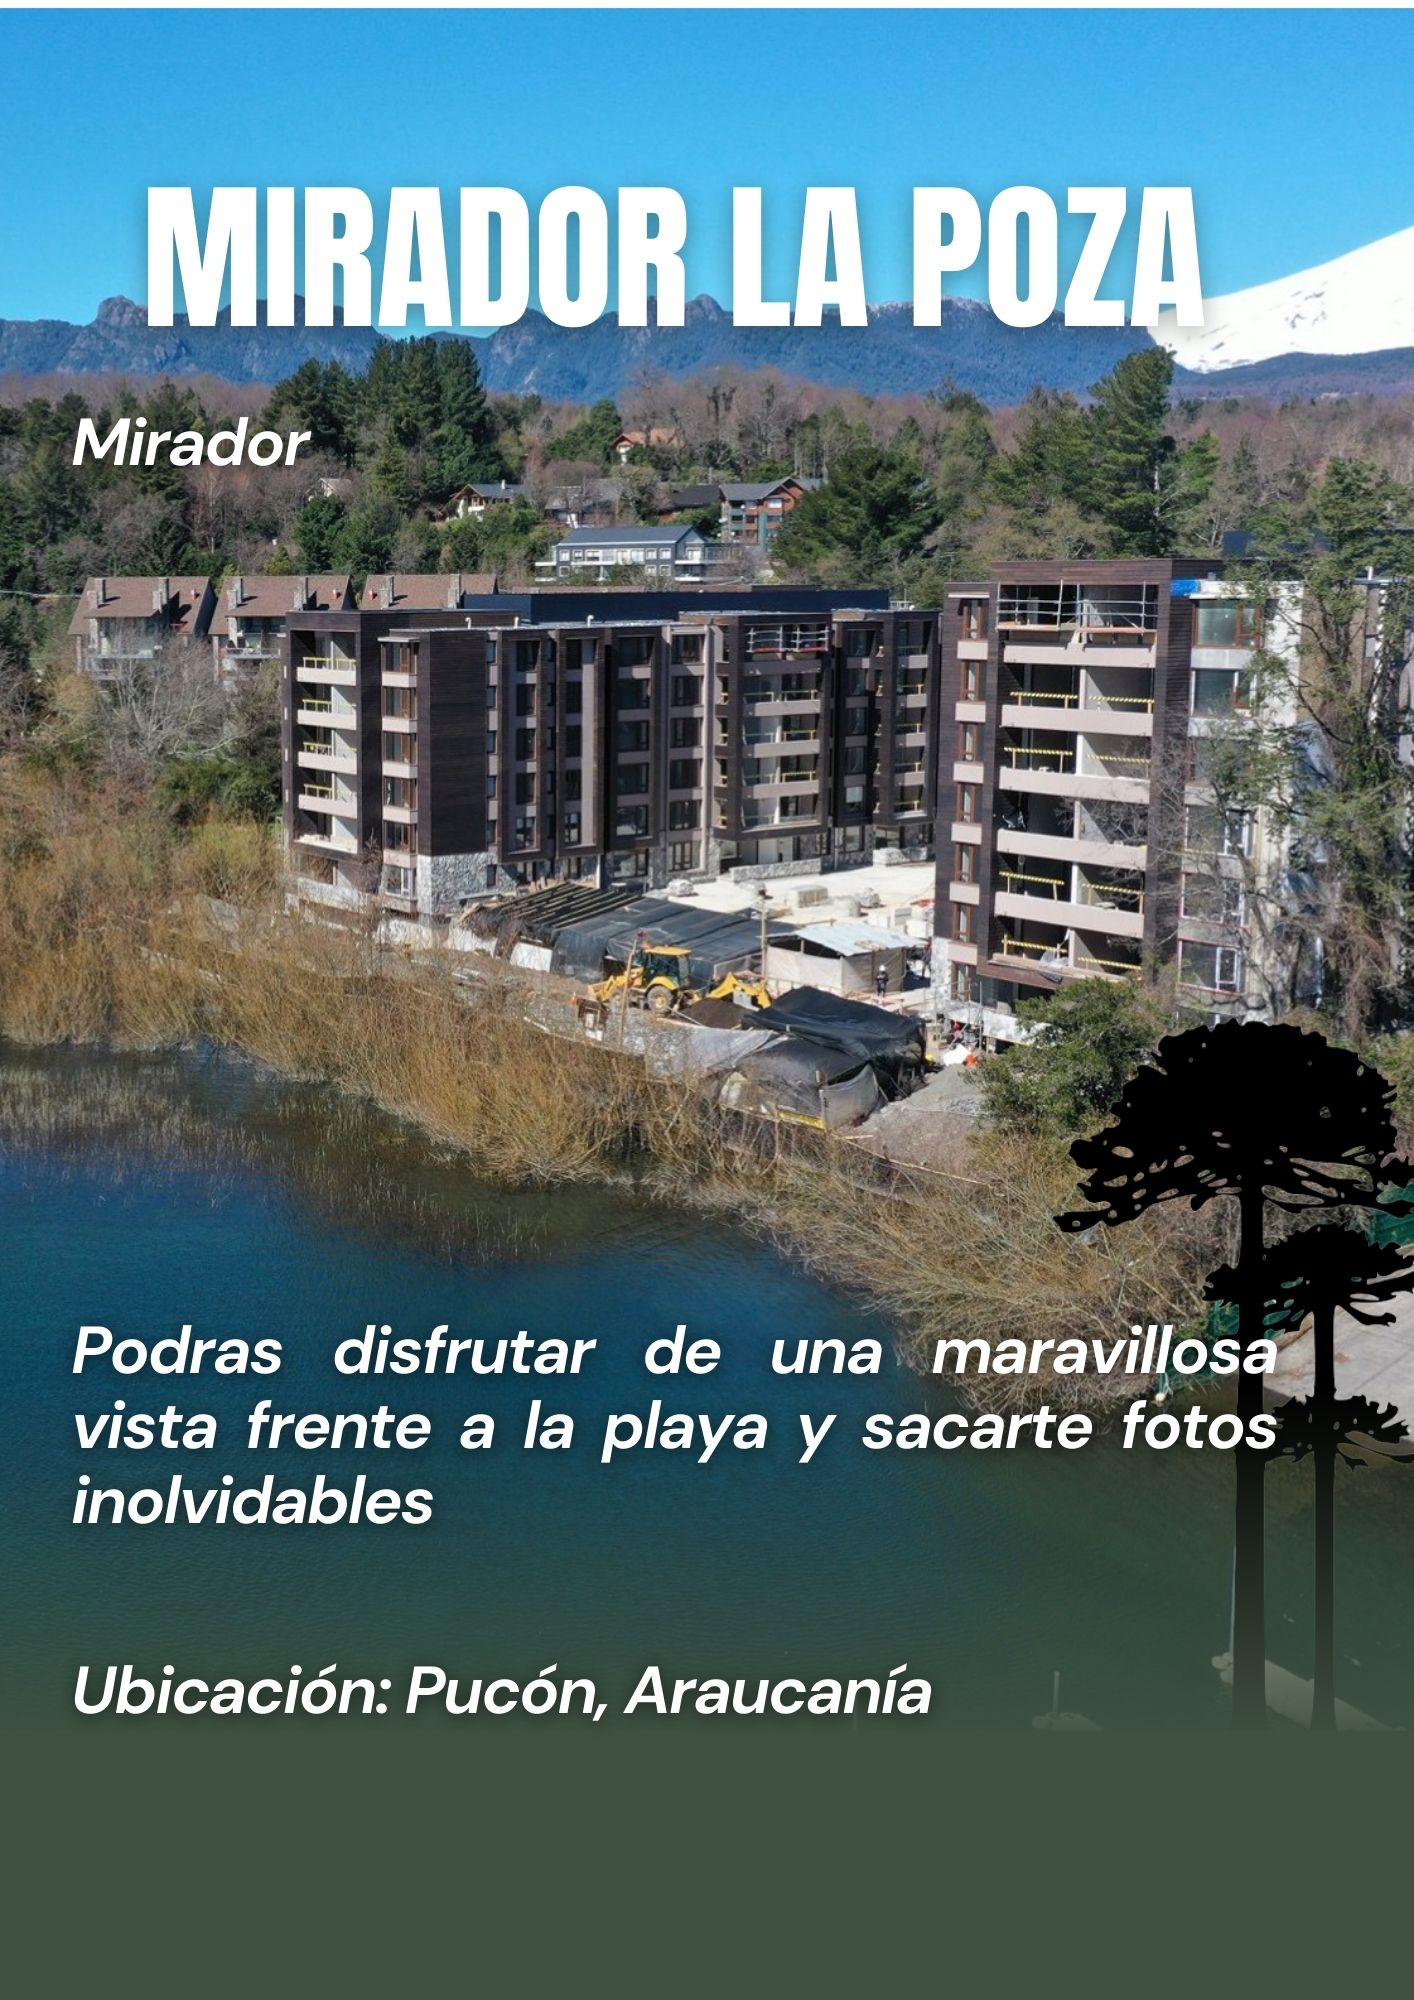 MIRADOR LA POZA
Mirador
Podras disfrutar de una maravillosa
vista frente a la playa y sacarte fotos
inolvidables
Ubicación: Pucón, Araucanía